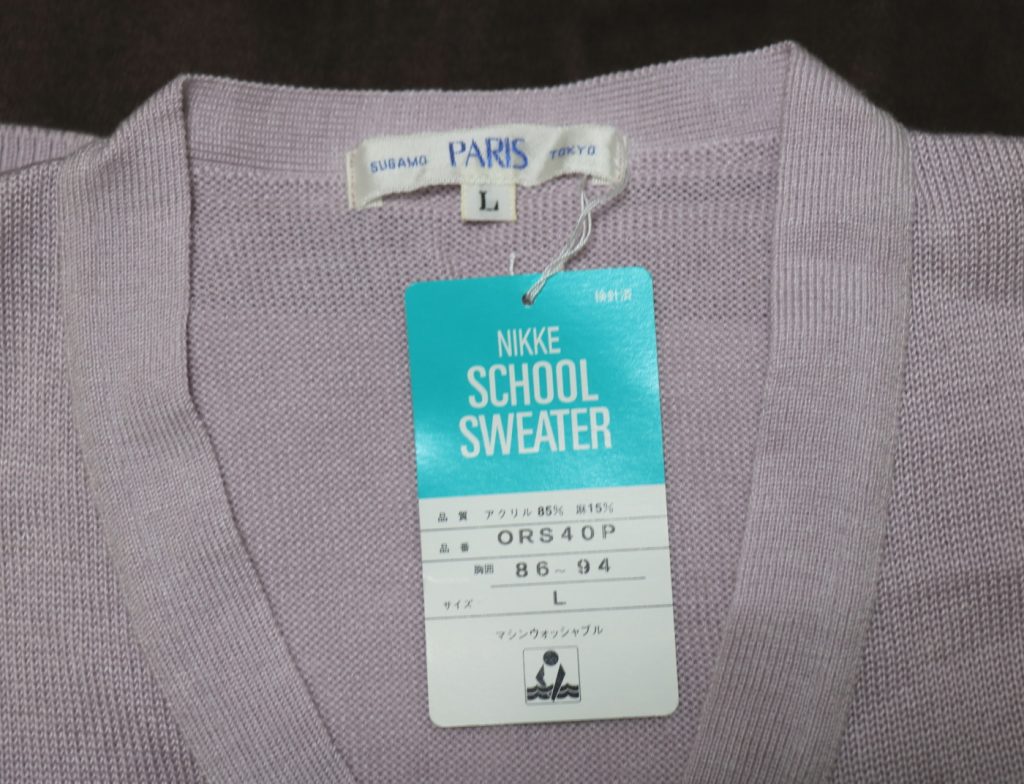 SUGAMO PARIS TOKYO
L
検針済
NIKKE
SCHOOL
SWEATER
品質 アクリル 85% 麻15%
品番 ORS40P
胸囲 86~94
サイズ L
マシンウォッシャブル